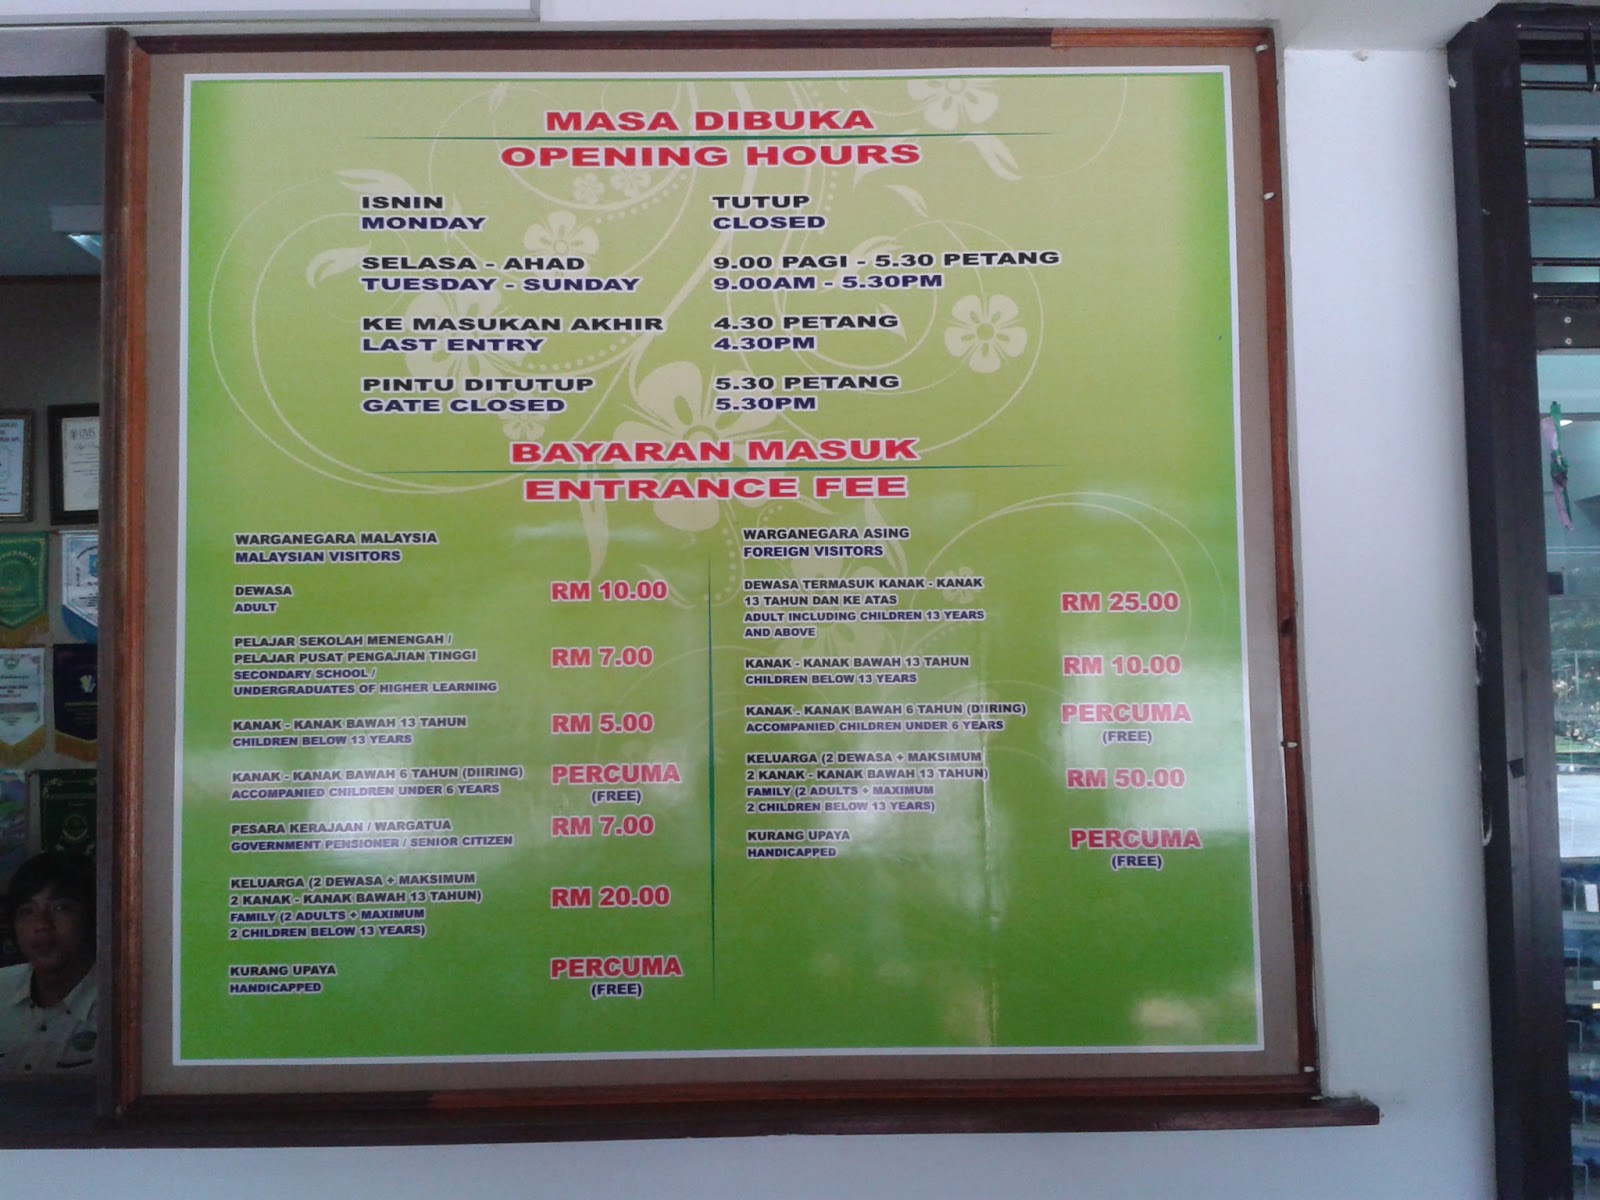 MASA DIBUKA
OPENING HOURS
ISNIN TUTUP
MONDAY CLOSED
SELASA - AHAD 9.00 PAGI - 5.30 PETANG
TUESDAY - SUNDAY 9.00AM - 5.30PM
KE MASUKAN AKHIR 4.30 PETANG
LAST ENTRY 4.30PM
PINTU DITUTUP 5.30 PETANG
GATE CLOSED 5.30PM
BAYARAN MASUK
ENTRANCE FEE
WARGANEGARA MALAYSIA
MALAYSIAN VISITORS
DEWASA
ADULT
RM 10.00
PELAJAR SEKOLAH MENENGAH /
PELAJAR PUSAT PENGAJIAN TINGGI
SECONDARY SCHOOL /
UNDERGRADUATES OF HIGHER LEARNING
RM 7.00
KANAK - KANAK BAWAH 13 TAHUN
CHILDREN BELOW 13 YEARS
RM 5.00
KANAK - KANAK BAWAH 6 TAHUN (DIIRING)
ACCOMPANIED CHILDREN UNDER 6 YEARS
PERCUMA
(FREE)
PESARA KERAJAAN / WARGATUA
GOVERNMENT PENSIONER / SENIOR CITIZEN
RM 7.00
KELUARGA (2 DEWASA + MAKSIMUM
2 KANAK - KANAK BAWAH 13 TAHUN)
FAMILY (2 ADULTS + MAXIMUM
2 CHILDREN BELOW 13 YEARS)
RM 20.00
KURANG UPAYA
HANDICAPPED
PERCUMA
(FREE)
WARGANEGARA ASING
FOREIGN VISITORS
DEWASA TERMASUK KANAK - KANAK
13 TAHUN DAN KE ATAS
ADULT INCLUDING CHILDREN 13 YEARS
AND ABOVE
RM 25.00
KANAK - KANAK BAWAH 13 TAHUN
CHILDREN BELOW 13 YEARS
RM 10.00
KANAK . KANAK BAWAH 6 TAHUN (DIIRING)
ACCOMPANIED CHILDREN UNDER 6 YEARS
PERCUMA
(FREE)
KELUARGA (2 DEWASA + MAKSIMUM
2 KANAK - KANAK BAWAH 13 TAHUN)
FAMILY (2 ADULTS + MAXIMUM
2 CHILDREN BELOW 13 YEARS)
RM 50.00
KURANG UPAYA
HANDICAPPED
PERCUMA
(FREE)